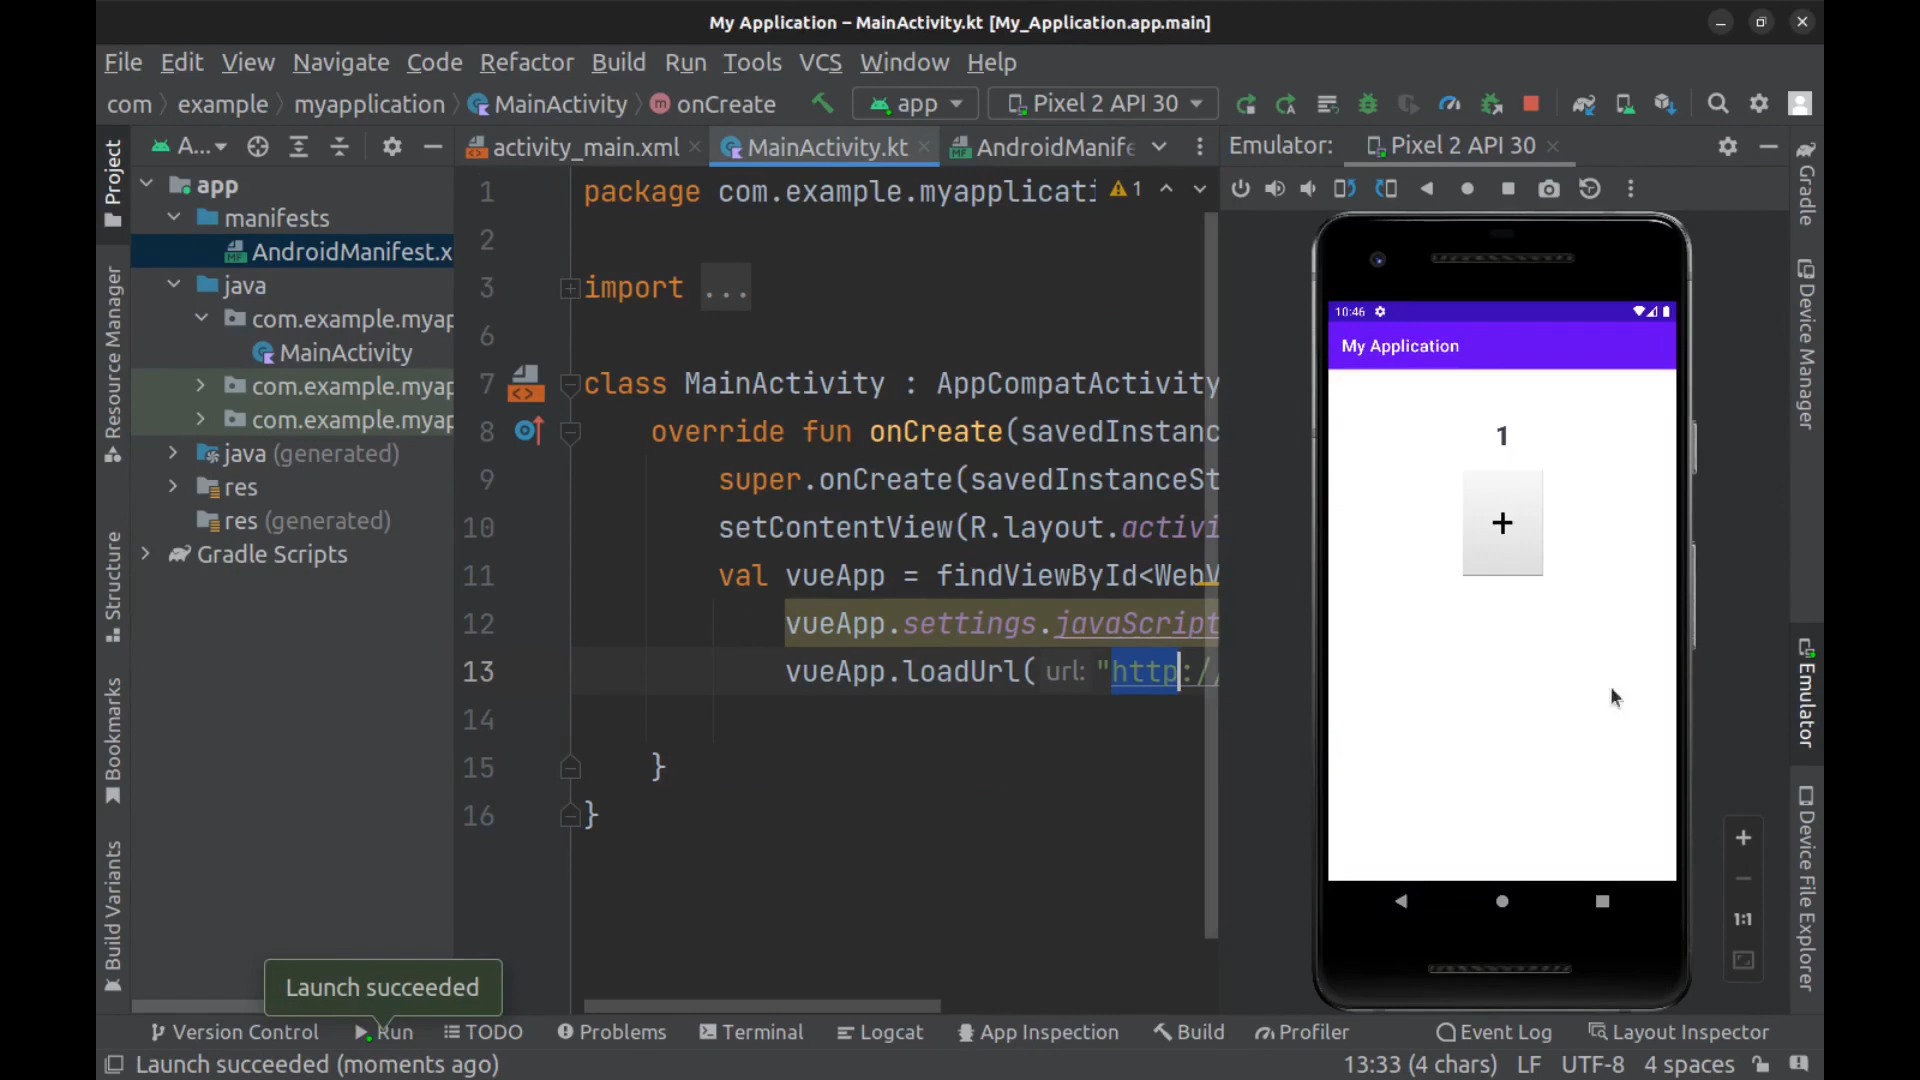 My Application – MainActivity.kt [My_Application.app.main]
File Edit View Navigate Code Refactor Build Run Tools VCS Window Help
com example myapplication MainActivity onCreate app Pixel 2 API 30
Project
A...
activity_main.xml
MainActivity.kt
AndroidManife
Emulator:
Pixel 2 API 30
app
manifests
AndroidManifest.x
java
com.example.myap
MainActivity
com.example.myap
com.example.myap
java (generated)
res
res (generated)
Gradle Scripts
Resource Manager
Structure
Bookmarks
Build Variants
1 package com.example.myapplicati
1
2
3 import ...
6
7 class MainActivity : AppCompatActivity
8 override fun onCreate(savedInstanc
9 super.onCreate(savedInstanceSt
10 setContentView(R.layout.activi
11 val vueApp = findViewById<WebV
12 vueApp.settings.javaScript
13 vueApp.loadUrl( url: "http://
14
15 }
16 }
10:46
My Application
1
+
1:1
Gradle
Device Manager
Emulator
Device File Explorer
Launch succeeded
Version Control Run TODO Problems Terminal Logcat App Inspection Build Profiler Event Log Layout Inspector
Launch succeeded (moments ago) 13:33 (4 chars) LF UTF-8 4 spaces